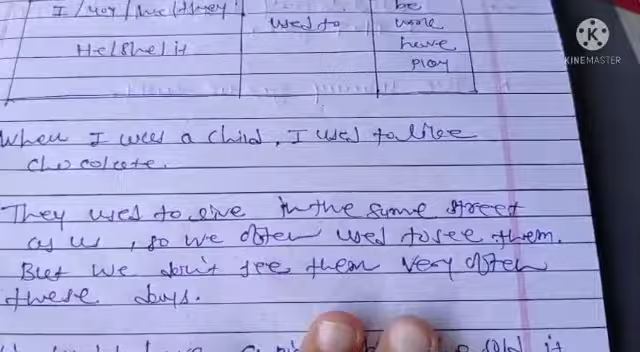 I / you / we / they
be
used to
work
He / She / it
have
play
KINEMASTER
When I was a child, I used to like
chocolate.
They used to live in the same street
as us, so we often used to see them.
But we don't see them very often
these days.